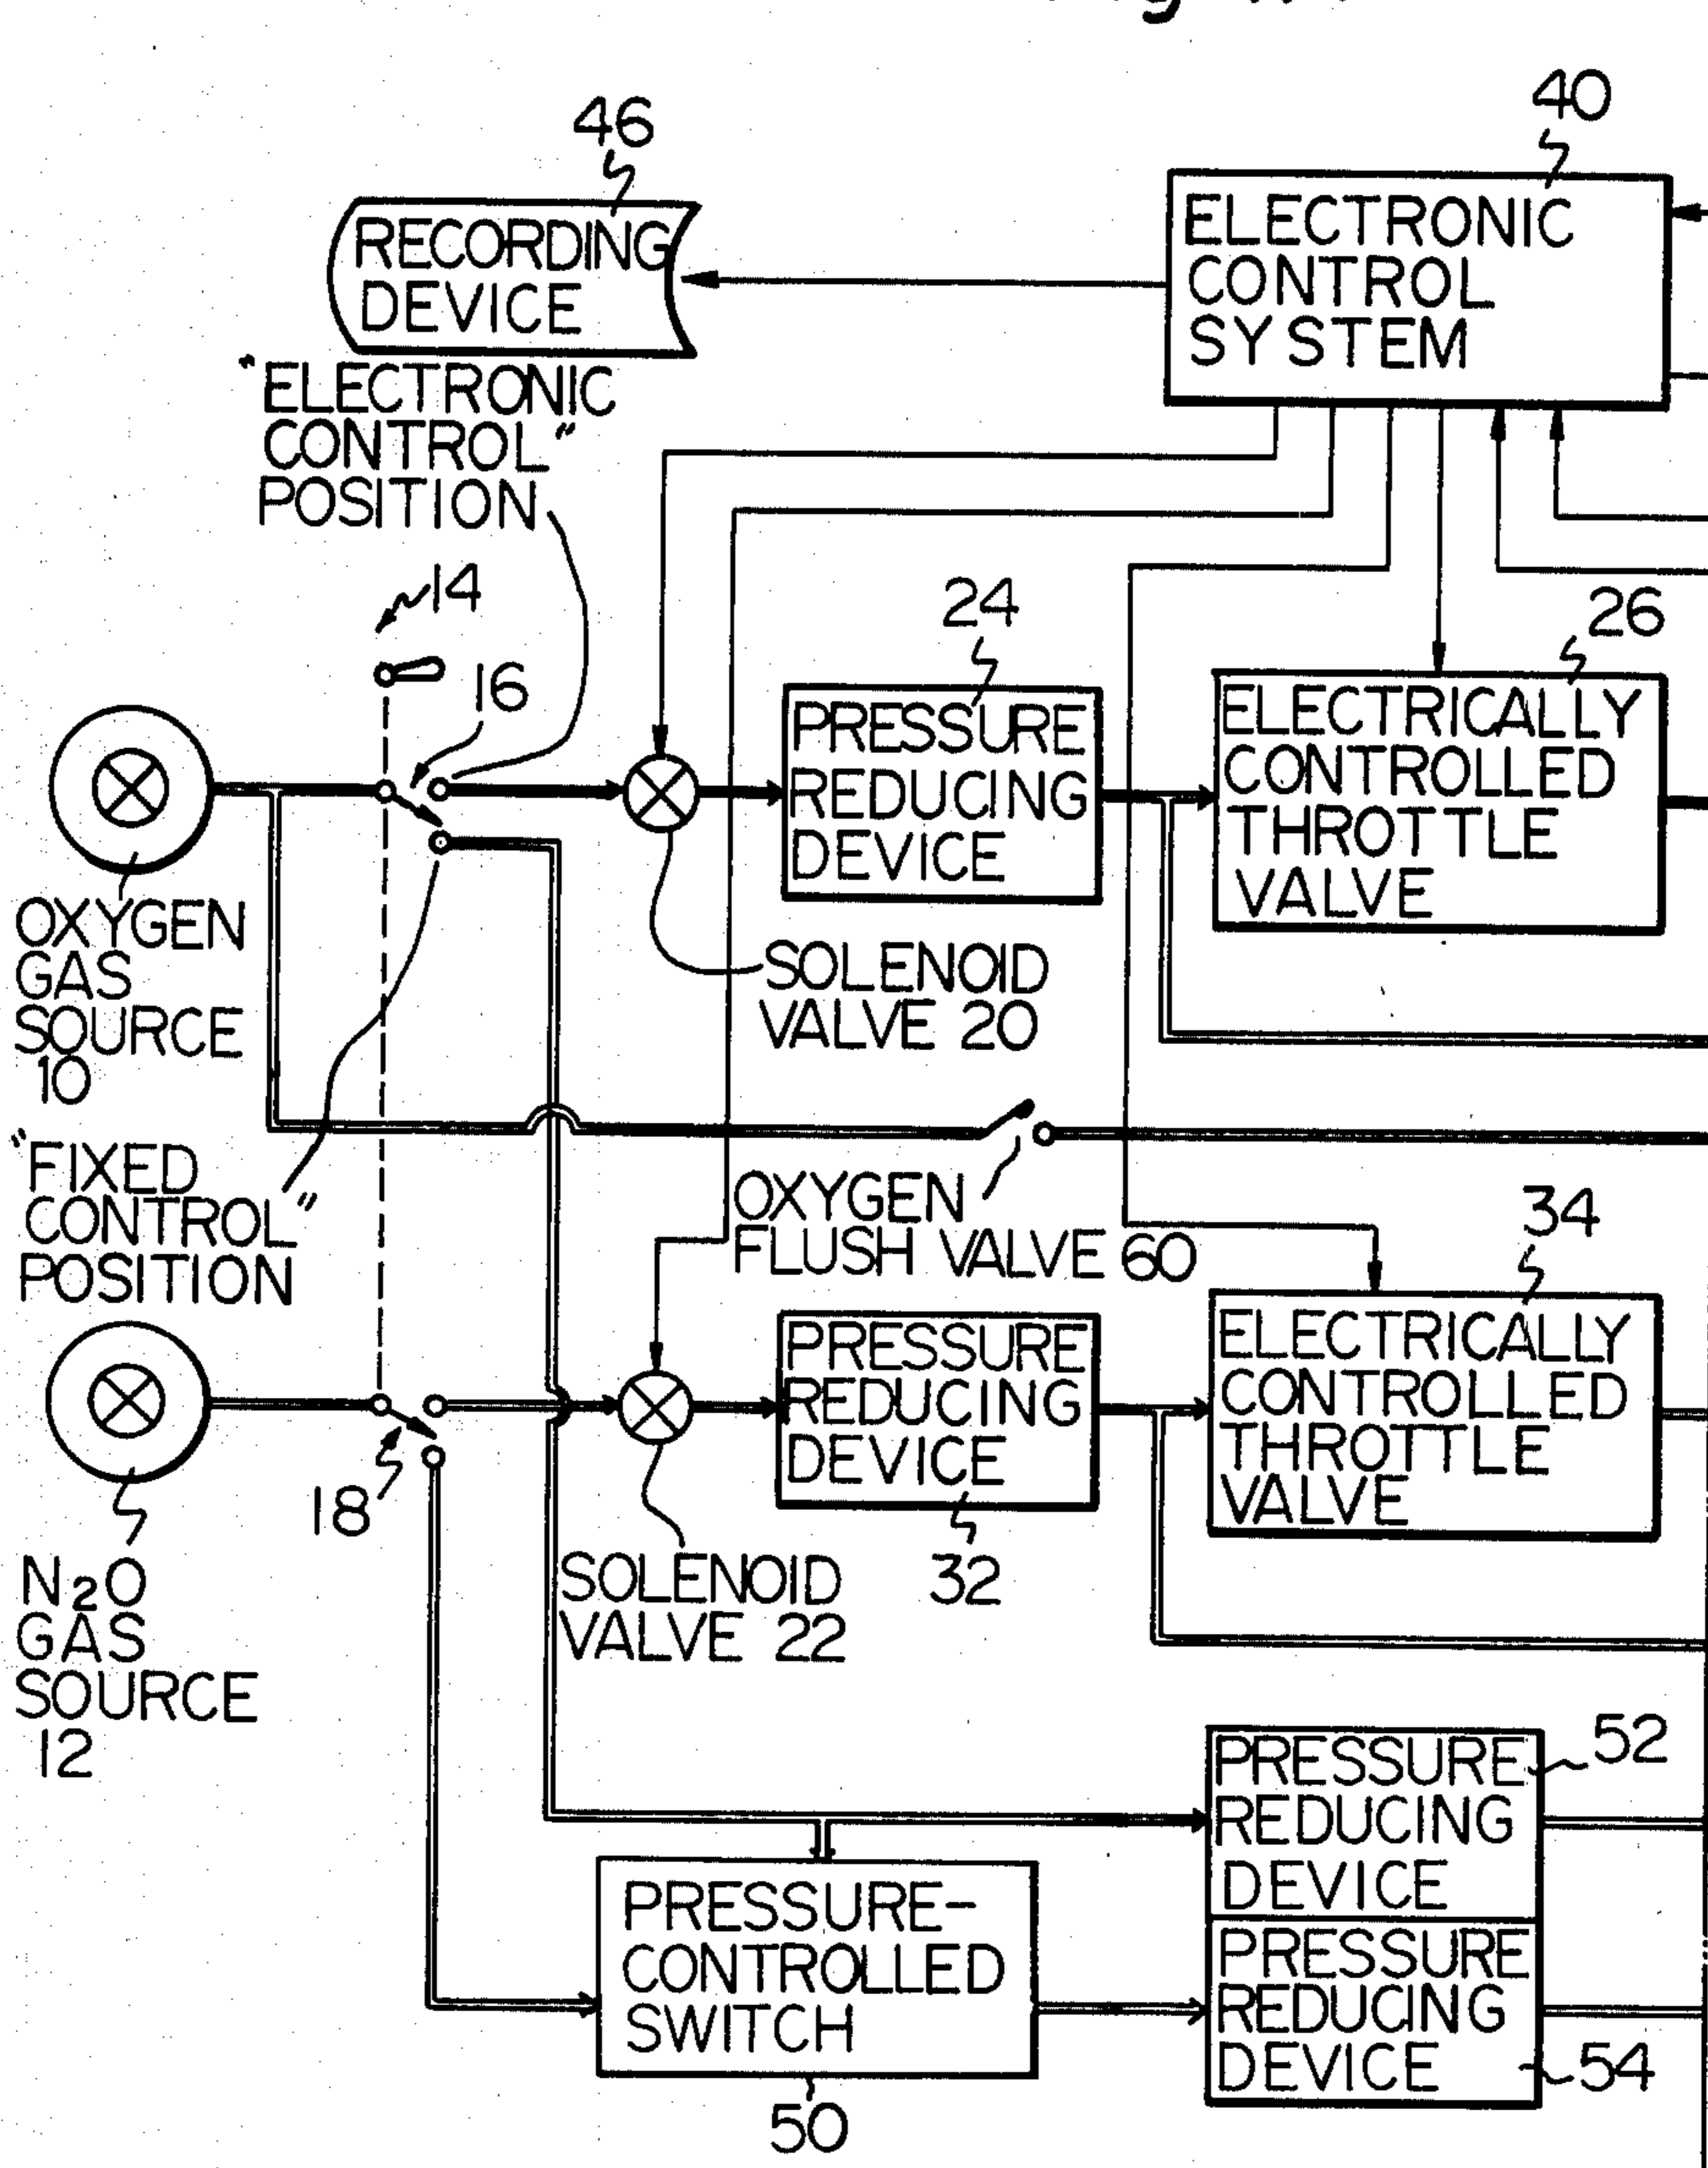 40
46
ELECTRONIC
CONTROL
SYSTEM
RECORDING
DEVICE
"ELECTRONIC
CONTROL"
POSITION
14
16
24
26
PRESSURE
REDUCING
DEVICE
ELECTRICALLY
CONTROLLED
THROTTLE
VALVE
OXYGEN
GAS
SOURCE
10
SOLENOID
VALVE 20
"FIXED
CONTROL"
POSITION
OXYGEN
FLUSH VALVE 60
34
PRESSURE
REDUCING
DEVICE
ELECTRICALLY
CONTROLLED
THROTTLE
VALVE
18
32
N2O
GAS
SOURCE
12
SOLENOID
VALVE 22
52
PRESSURE
REDUCING
DEVICE
PRESSURE-
CONTROLLED
SWITCH
50
PRESSURE
REDUCING
DEVICE
54